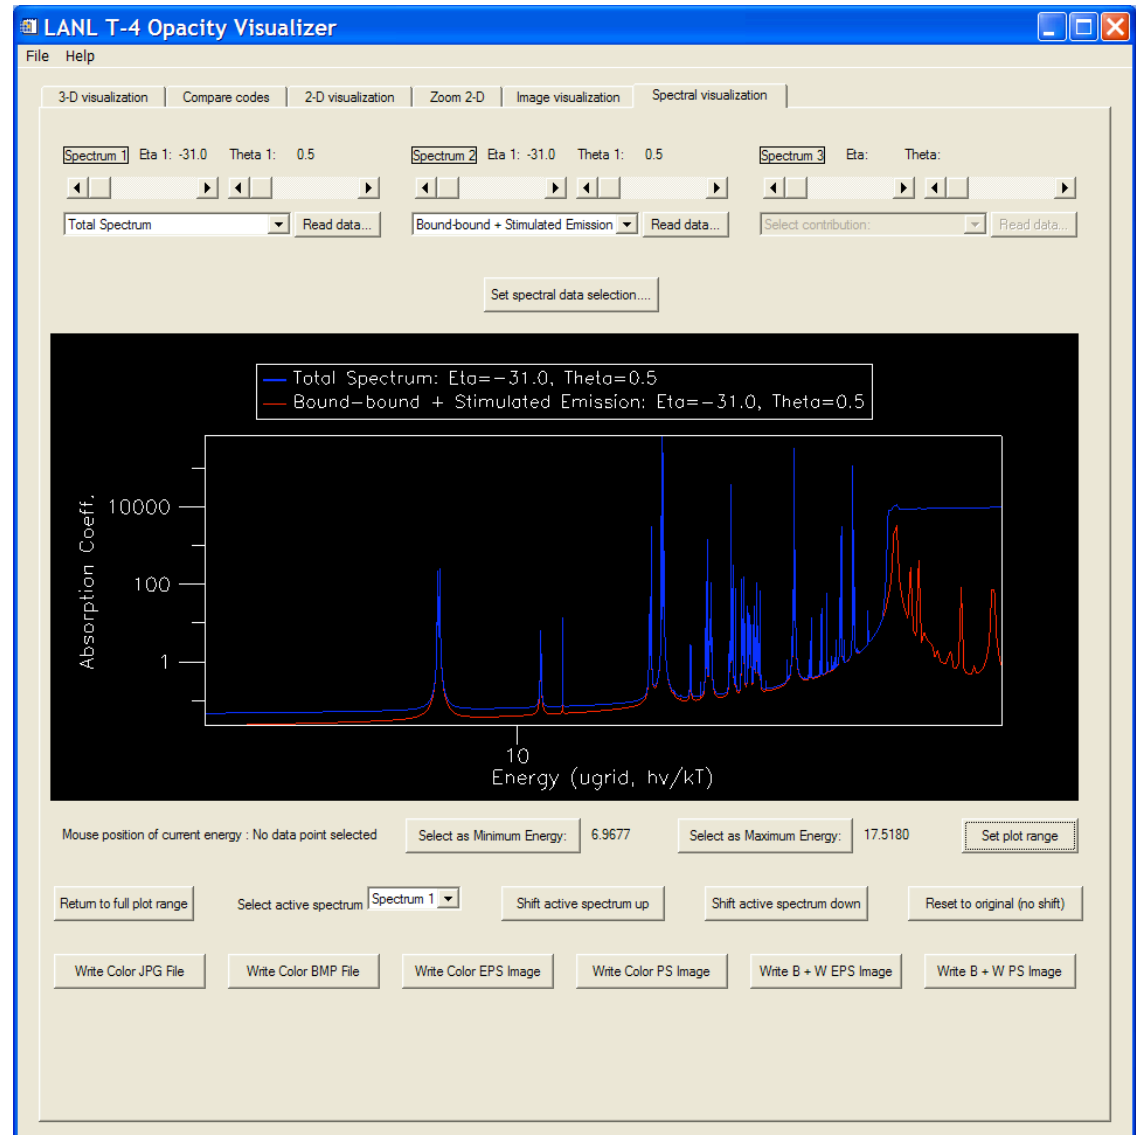 LANL T-4 Opacity Visualizer
File Help
3-D visualization Compare codes 2-D visualization Zoom 2-D Image visualization Spectral visualization
Spectrum 1 Eta 1: -31.0 Theta 1: 0.5 Spectrum 2 Eta 1: -31.0 Theta 1: 0.5 Spectrum 3 Eta: Theta:
Total Spectrum Read data... Bound-bound + Stimulated Emission Read data... Select contribution: Read data...
Set spectral data selection....
Total Spectrum: Eta=-31.0, Theta=0.5
Bound-bound + Stimulated Emission: Eta=-31.0, Theta=0.5
Absorption Coeff.
10000
100
1
10
Energy (ugrid, hv/kT)
Mouse position of current energy : No data point selected Select as Minimum Energy: 6.9677 Select as Maximum Energy: 17.5180 Set plot range
Return to full plot range Select active spectrum Spectrum 1 Shift active spectrum up Shift active spectrum down Reset to original (no shift)
Write Color JPG File Write Color BMP File Write Color EPS Image Write Color PS Image Write B + W EPS Image Write B + W PS Image